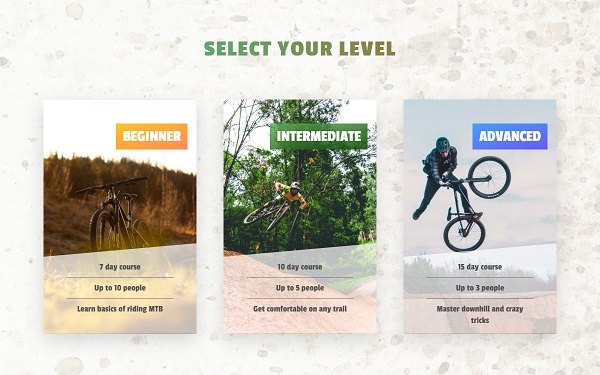 SELECT YOUR LEVEL
BEGINNER
7 day course
Up to 10 people
Learn basics of riding MTB
INTERMEDIATE
10 day course
Up to 5 people
Get comfortable on any trail
ADVANCED
15 day course
Up to 3 people
Master downhill and crazy
tricks